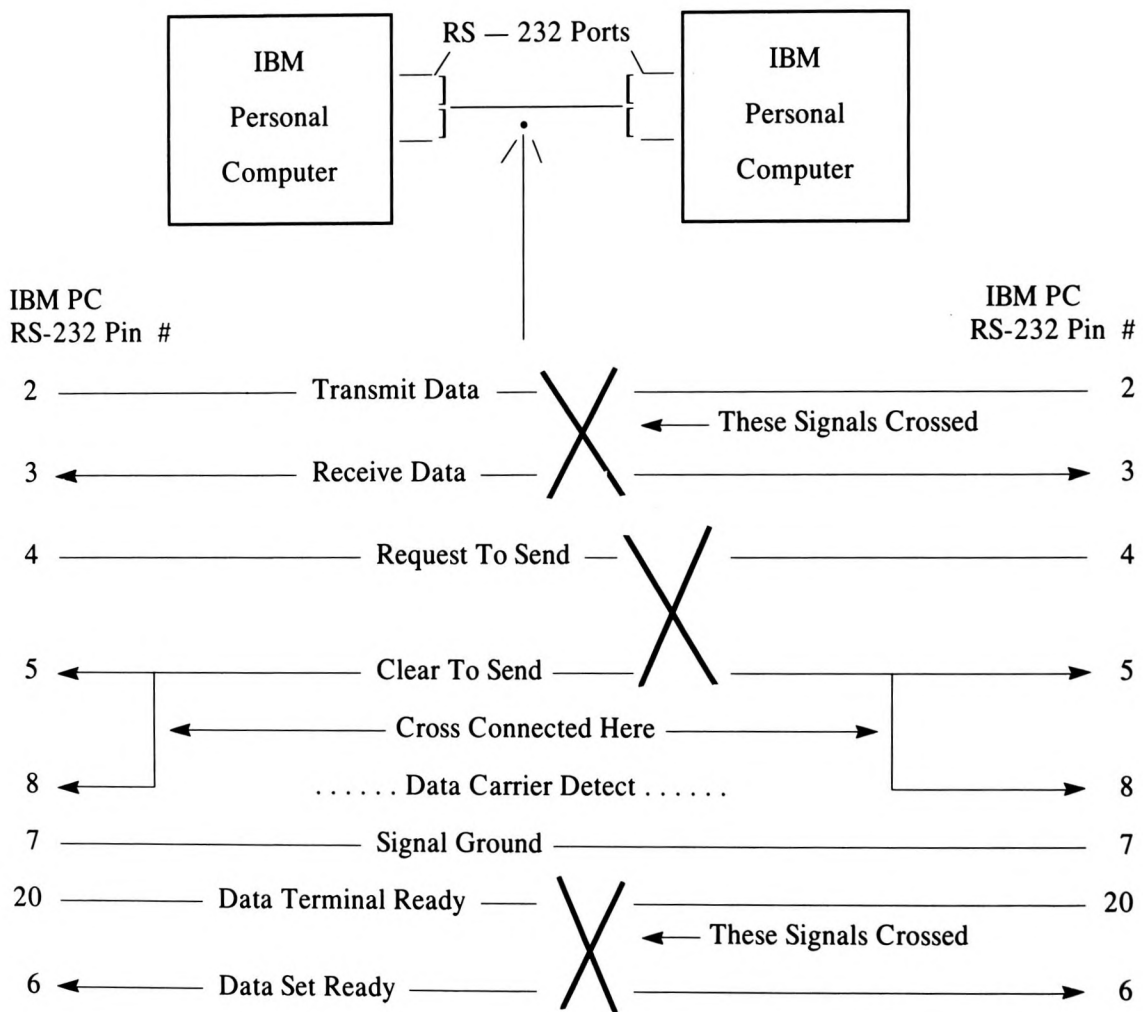 RS — 232 Ports
IBM
Personal
Computer
IBM
Personal
Computer
IBM PC
RS-232 Pin #
IBM PC
RS-232 Pin #
2 Transmit Data 2
These Signals Crossed
3 Receive Data 3
4 Request To Send 4
5 Clear To Send 5
Cross Connected Here
8 ...... Data Carrier Detect ...... 8
7 Signal Ground 7
20 Data Terminal Ready 20
These Signals Crossed
6 Data Set Ready 6